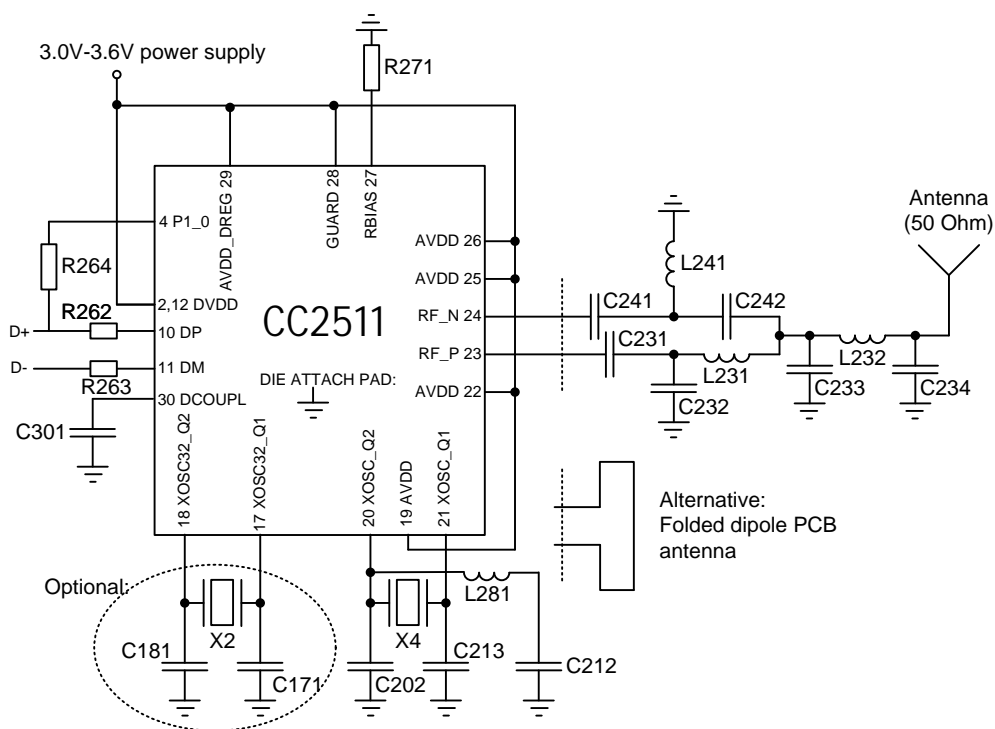 3.0V-3.6V power supply
R271
AVDD_DREG 29
GUARD 28
RBIAS 27
Antenna
(50 Ohm)
4 P1_0
R264
AVDD 26
L241
AVDD 25
2,12 DVDD
R262
D+
10 DP
CC2511
RF_N 24
C241
C242
C231
RF_P 23
L231
L232
D-
11 DM
R263
DIE ATTACH PAD:
AVDD 22
C232
C233
C234
30 DCOUPL
C301
18 XOSC32_Q2
17 XOSC32_Q1
20 XOSC_Q2
19 AVDD
21 XOSC_Q1
Alternative:
Folded dipole PCB
antenna
Optional:
L281
X2
X4
C181
C171
C202
C213
C212